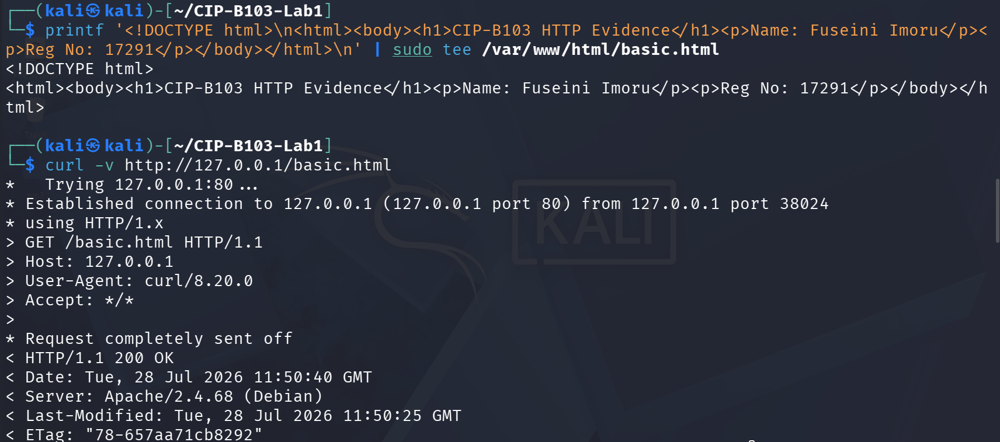 ┌──(kali㉿kali)-[~/CIP-B103-Lab1]
└─$ printf '<!DOCTYPE html>\n<html><body><h1>CIP-B103 HTTP Evidence</h1><p>Name: Fuseini Imoru</p><
p>Reg No: 17291</p></body></html>\n' | sudo tee /var/www/html/basic.html
<!DOCTYPE html>
<html><body><h1>CIP-B103 HTTP Evidence</h1><p>Name: Fuseini Imoru</p><p>Reg No: 17291</p></body></h
tml>
Trash
┌──(kali㉿kali)-[~/CIP-B103-Lab1]
└─$ curl -v http://127.0.0.1/basic.html
*   Trying 127.0.0.1:80...
* Established connection to 127.0.0.1 (127.0.0.1 port 80) from 127.0.0.1 port 38024
* using HTTP/1.x
> GET /basic.html HTTP/1.1
> Host: 127.0.0.1
> User-Agent: curl/8.20.0
> Accept: */*
>
* Request completely sent off
< HTTP/1.1 200 OK
< Date: Tue, 28 Jul 2026 11:50:40 GMT
< Server: Apache/2.4.68 (Debian)
< Last-Modified: Tue, 28 Jul 2026 11:50:25 GMT
< ETag: "78-657aa71cb8292"
KALI